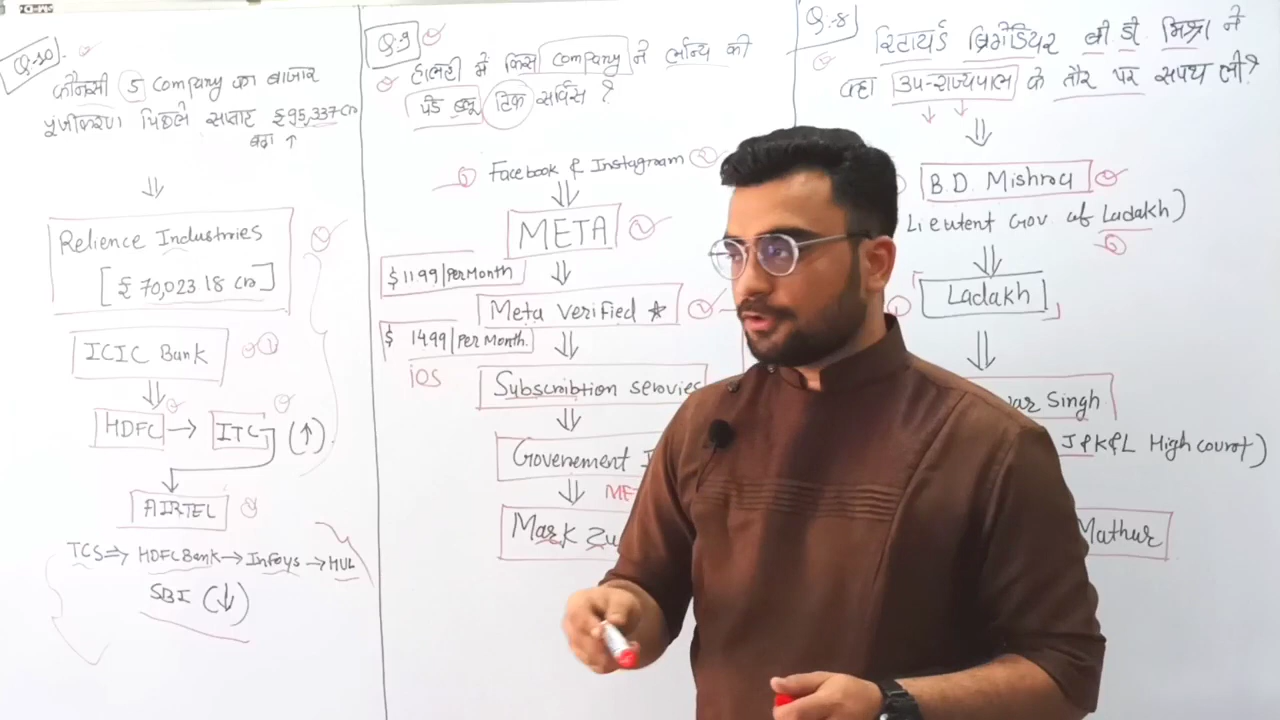 Q-10
कौनसी 5 Company का बाजार
पूंजीकरण पिछले सप्ताह ₹95,337 cr
बढ़ा ↑
Relience Industries
[ ₹ 70,023 18 cr ]
ICIC Bank
HDFC → ITC (↑)
AIRTEL
TCS ⇒ HDFC Bank → Infoys → HUL
SBI (↓)
Q-9
हालही में किस Company ने लॉन्च की
पेड ब्लू टिक सर्विस ?
Facebook & Instagram
META
$ 11.99/Per Month
Meta verified ★
$ 1499/Per Month.
ios
Subscribtion servies
Government
MET
Mark Zu
Q-8
रिटायर्ड ब्रिगेडियर बी डी मिश्रा ने
कहा उप-राज्यपाल के तौर पर सपथ ली?
B.D. Mishra
Lieutent Gov of Ladakh)
Ladakh
Singh
J&K&L High court)
Mathur